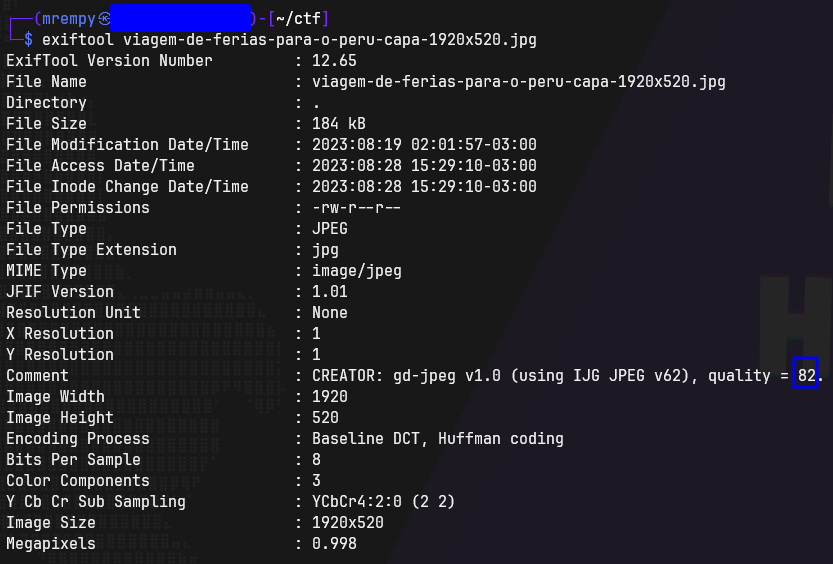 ┌──(mrempy㉿)-[~/ctf]
└─$ exiftool viagem-de-ferias-para-o-peru-capa-1920x520.jpg
ExifTool Version Number : 12.65
File Name : viagem-de-ferias-para-o-peru-capa-1920x520.jpg
Directory : .
File Size : 184 kB
File Modification Date/Time : 2023:08:19 02:01:57-03:00
File Access Date/Time : 2023:08:28 15:29:10-03:00
File Inode Change Date/Time : 2023:08:28 15:29:10-03:00
File Permissions : -rw-r--r--
File Type : JPEG
File Type Extension : jpg
MIME Type : image/jpeg
JFIF Version : 1.01
Resolution Unit : None
X Resolution : 1
Y Resolution : 1
Comment : CREATOR: gd-jpeg v1.0 (using IJG JPEG v62), quality = 82.
Image Width : 1920
Image Height : 520
Encoding Process : Baseline DCT, Huffman coding
Bits Per Sample : 8
Color Components : 3
Y Cb Cr Sub Sampling : YCbCr4:2:0 (2 2)
Image Size : 1920x520
Megapixels : 0.998